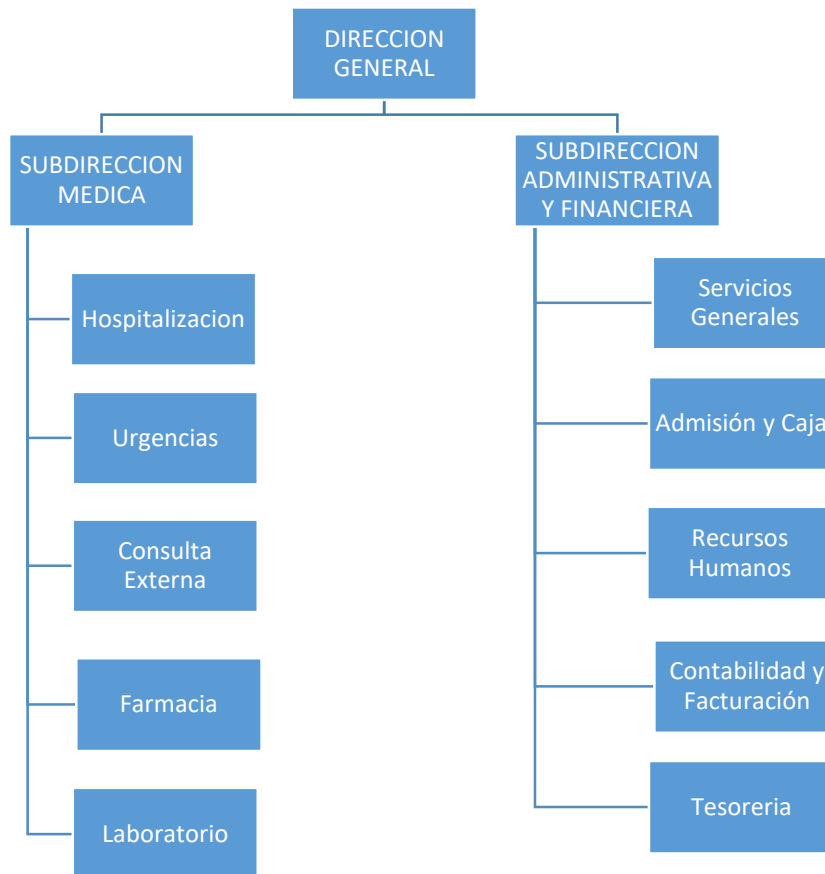 DIRECCION
GENERAL
SUBDIRECCION
MEDICA
SUBDIRECCION
ADMINISTRATIVA
Y FINANCIERA
Hospitalizacion
Urgencias
Consulta
Externa
Farmacia
Laboratorio
Servicios
Generales
Admisión y Caja
Recursos
Humanos
Contabilidad y
Facturación
Tesoreria